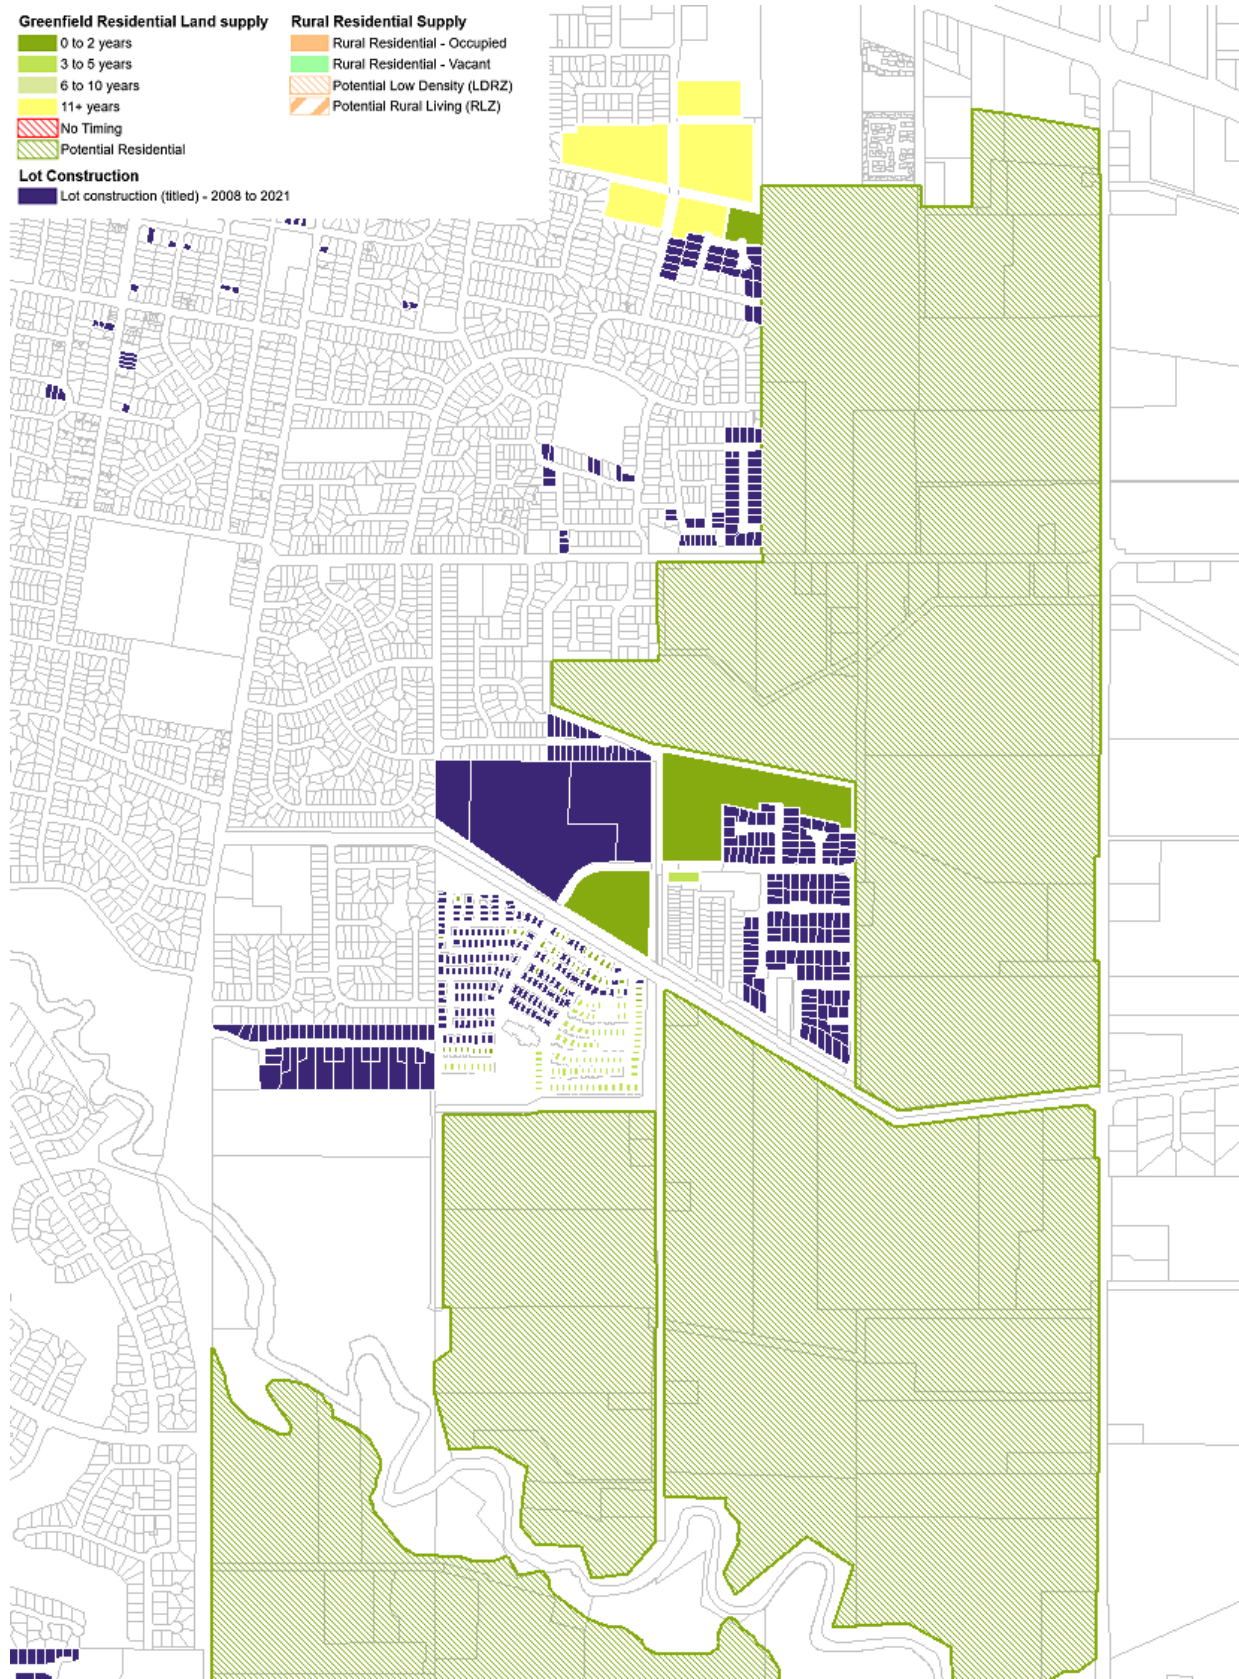 Greenfield Residential Land supply
0 to 2 years
3 to 5 years
6 to 10 years
11+ years
No Timing
Potential Residential
Lot Construction
Lot construction (titled) - 2008 to 2021
Rural Residential Supply
Rural Residential - Occupied
Rural Residential - Vacant
Potential Low Density (LDRZ)
Potential Rural Living (RLZ)